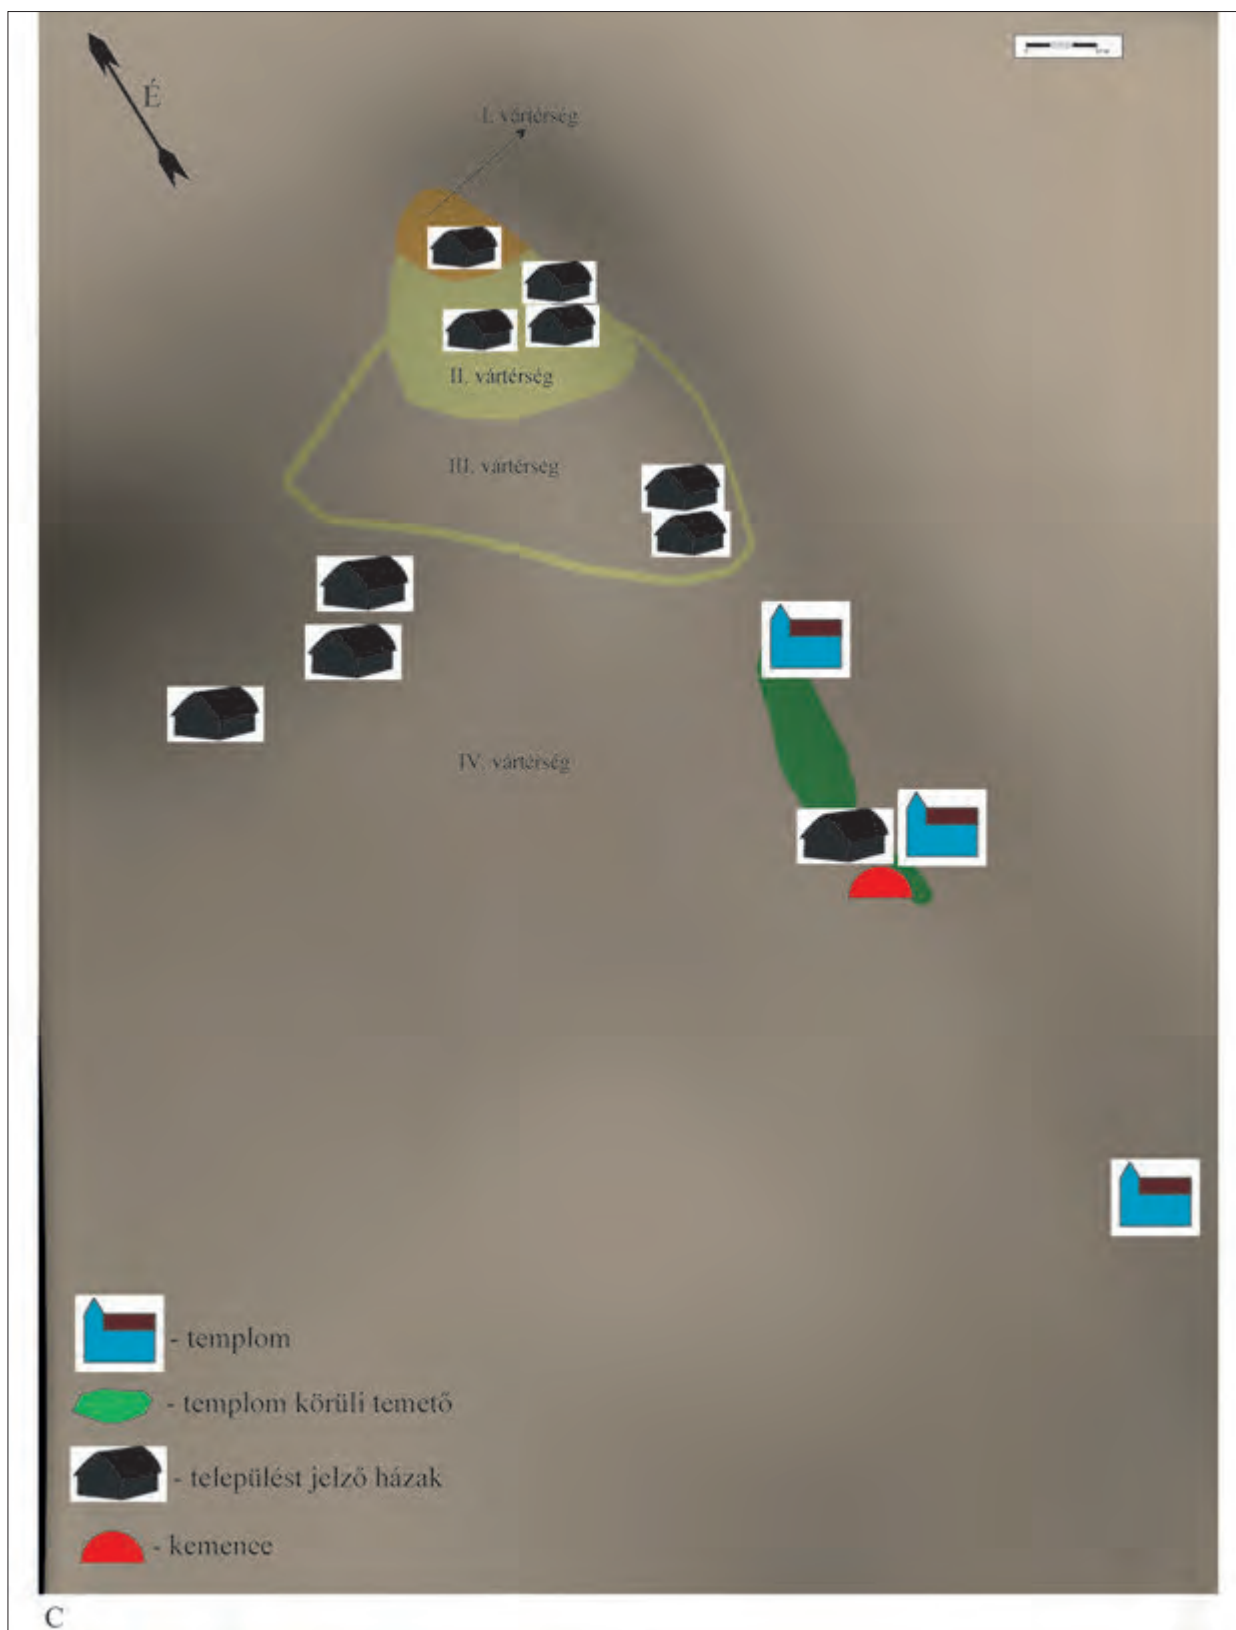 É
I. vártérség
II. vártérség
III. vártérség
IV. vártérség
- templom
- templom körüli temető
- települést jelző házak
- kemence
C